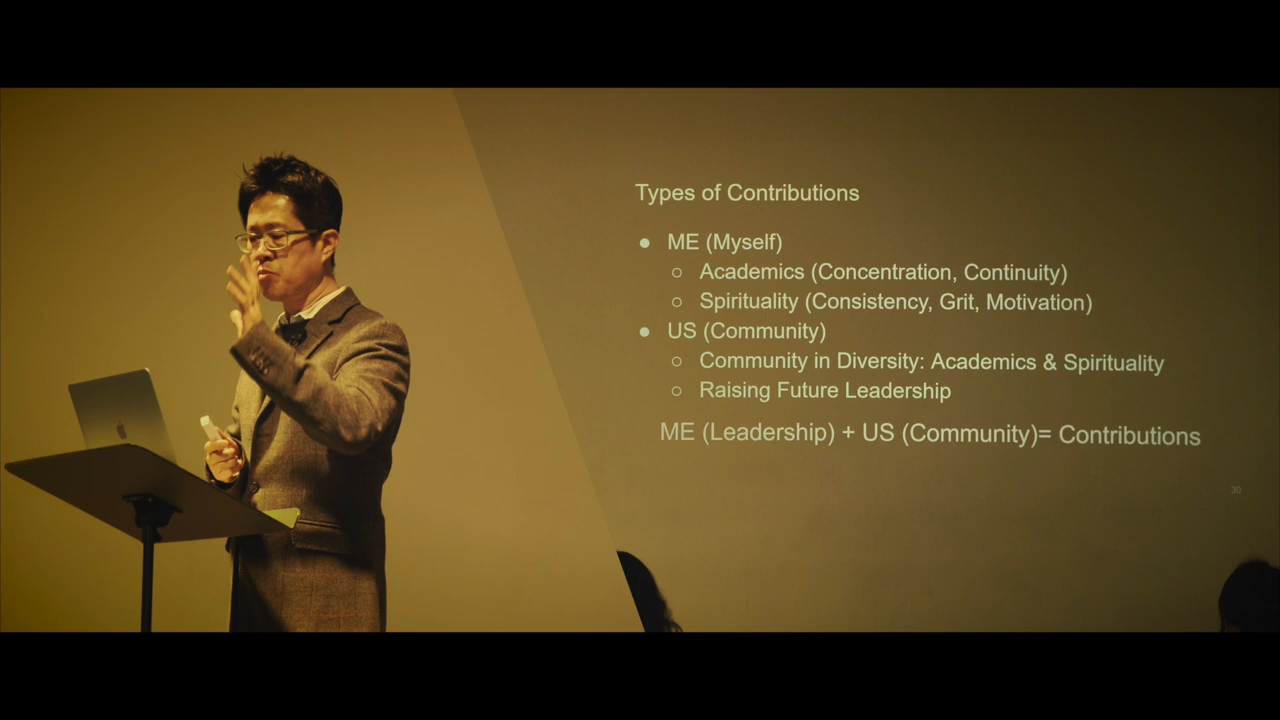 Types of Contributions
● ME (Myself)
○ Academics (Concentration, Continuity)
○ Spirituality (Consistency, Grit, Motivation)
● US (Community)
○ Community in Diversity: Academics & Spirituality
○ Raising Future Leadership
ME (Leadership) + US (Community)= Contributions
30